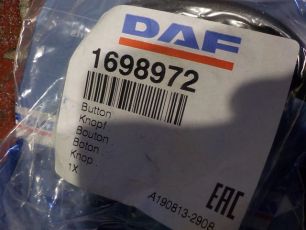 DAF
1698972
Button
Knopf
Bouton
Boton
Knop
1X
A190813-2908
EAC